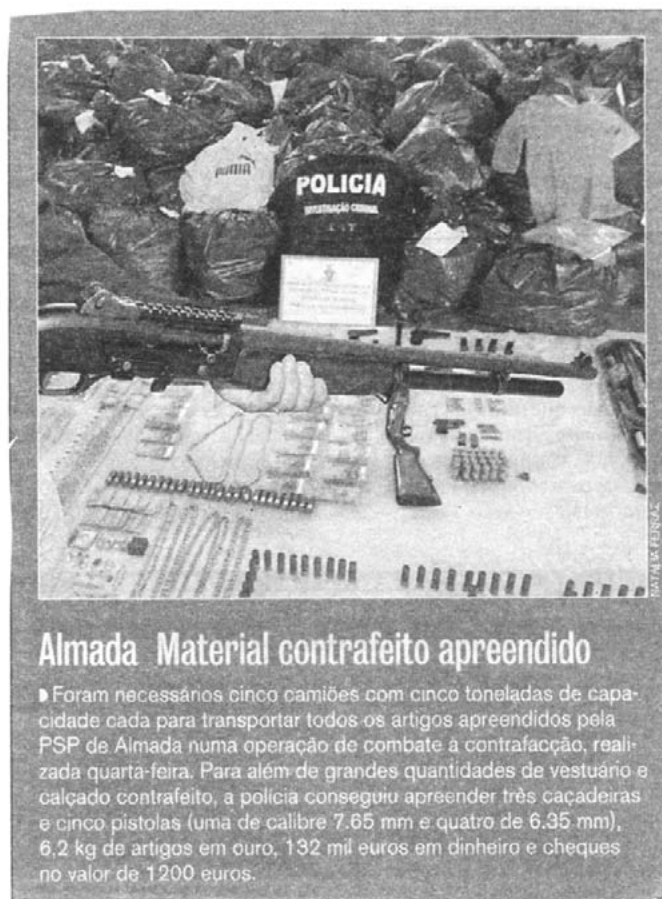 PUMA
POLICIA
INVESTIGAÇÃO CRIMINAL
NATALIA FERRAZ
Almada Material contrafeito apreendido
Foram necessários cinco camiões com cinco toneladas de capa-
cidade cada para transportar todos os artigos apreendidos pela
PSP de Almada numa operação de combate à contrafacção, reali-
zada quarta-feira. Para além de grandes quantidades de vestuário e
calçado contrafeito, a polícia conseguiu apreender três caçadeiras
e cinco pistolas (uma de calibre 7.65 mm e quatro de 6.35 mm),
6,2 kg de artigos em ouro, 132 mil euros em dinheiro e cheques
no valor de 1200 euros.